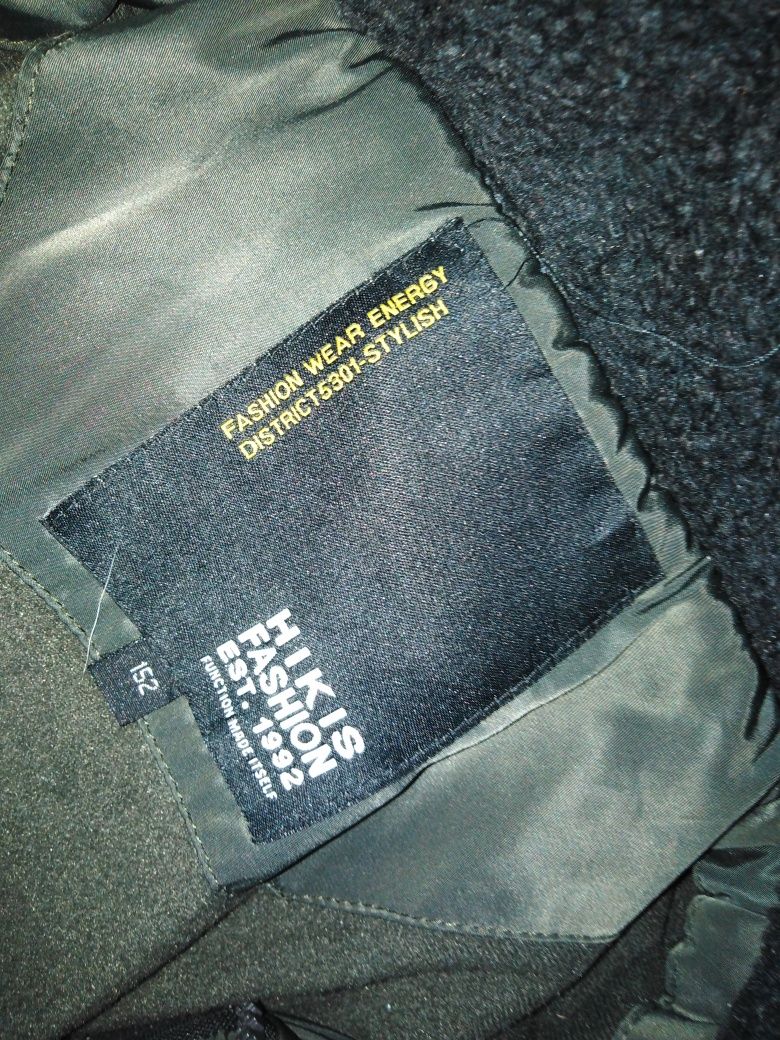 FASHION WEAR ENERGY
DISTRICT5301-STYLISH
HIKIS
FASHION
EST. 1992
FUNCTION MADE ITSELF
152